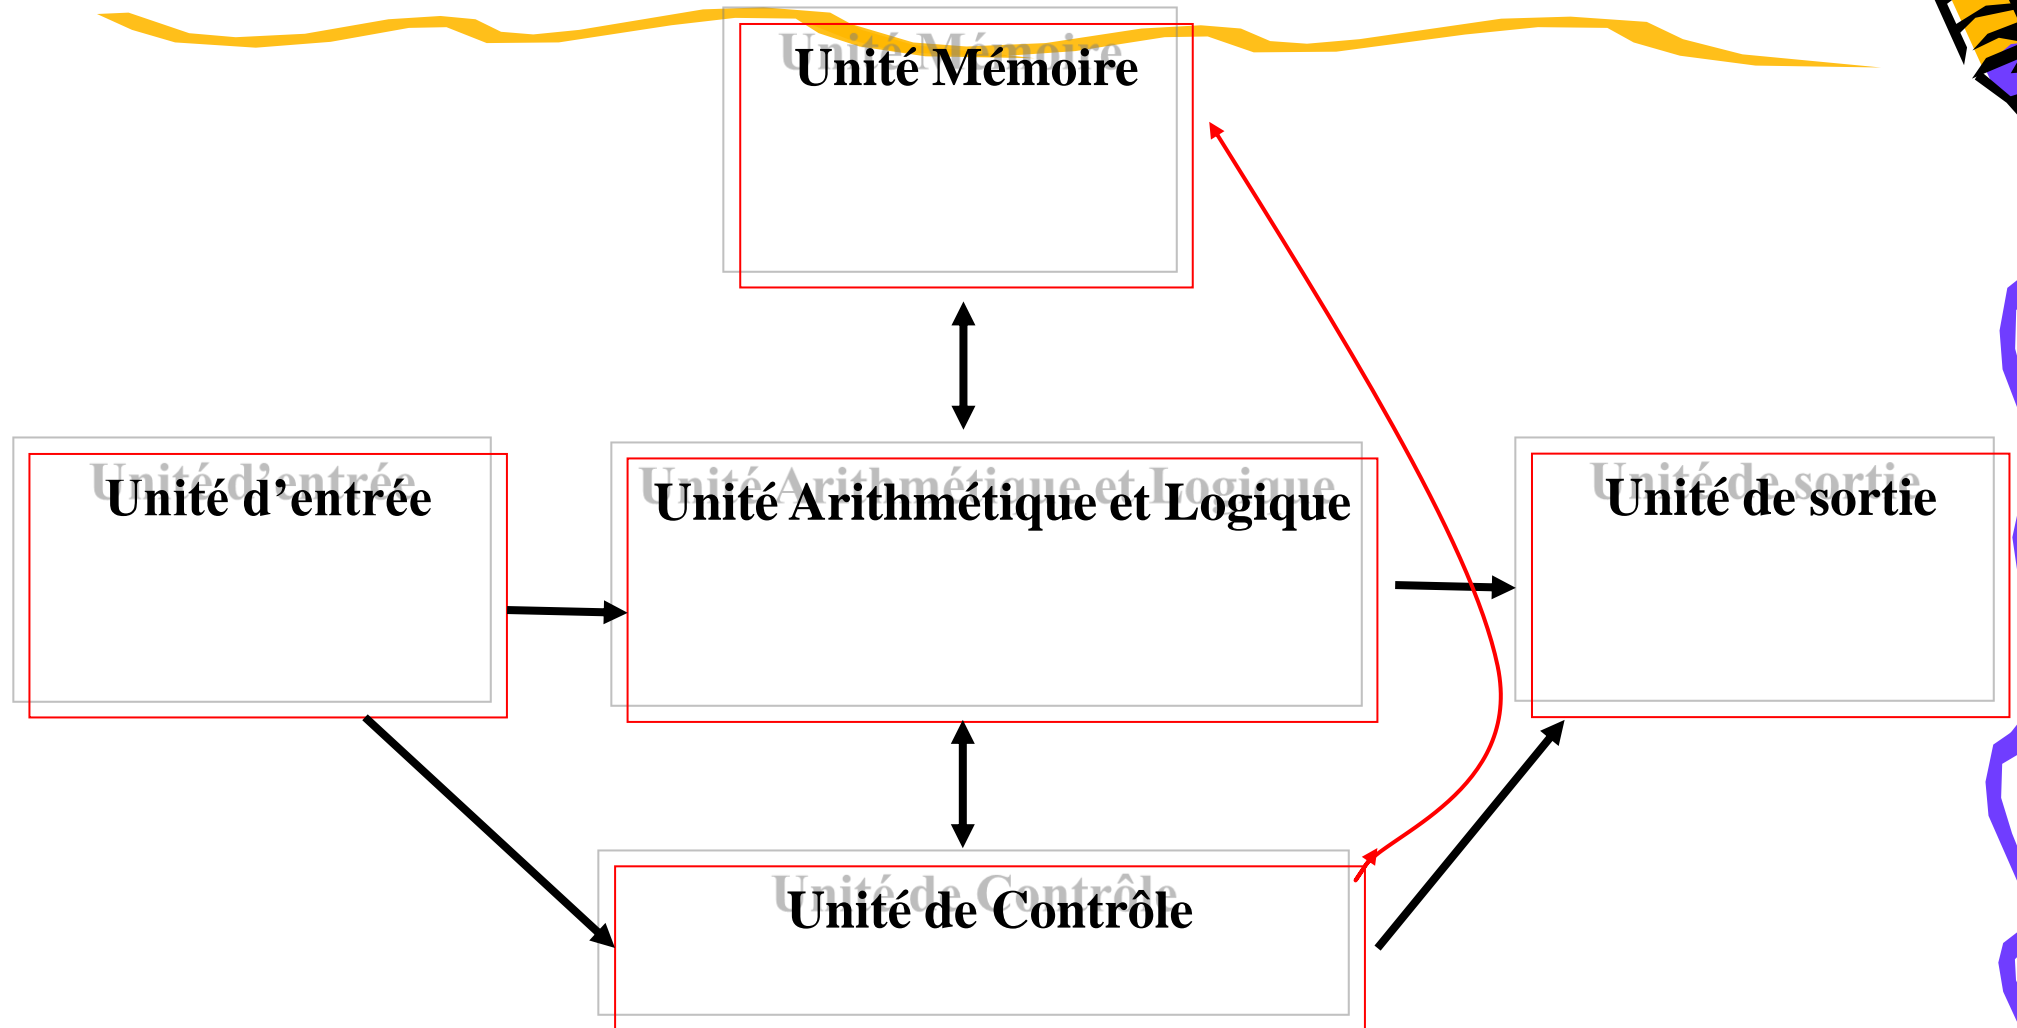 Unité Mémoire
Unité d’entrée
Unité Arithmétique et Logique
Unité de sortie
Unité de Contrôle